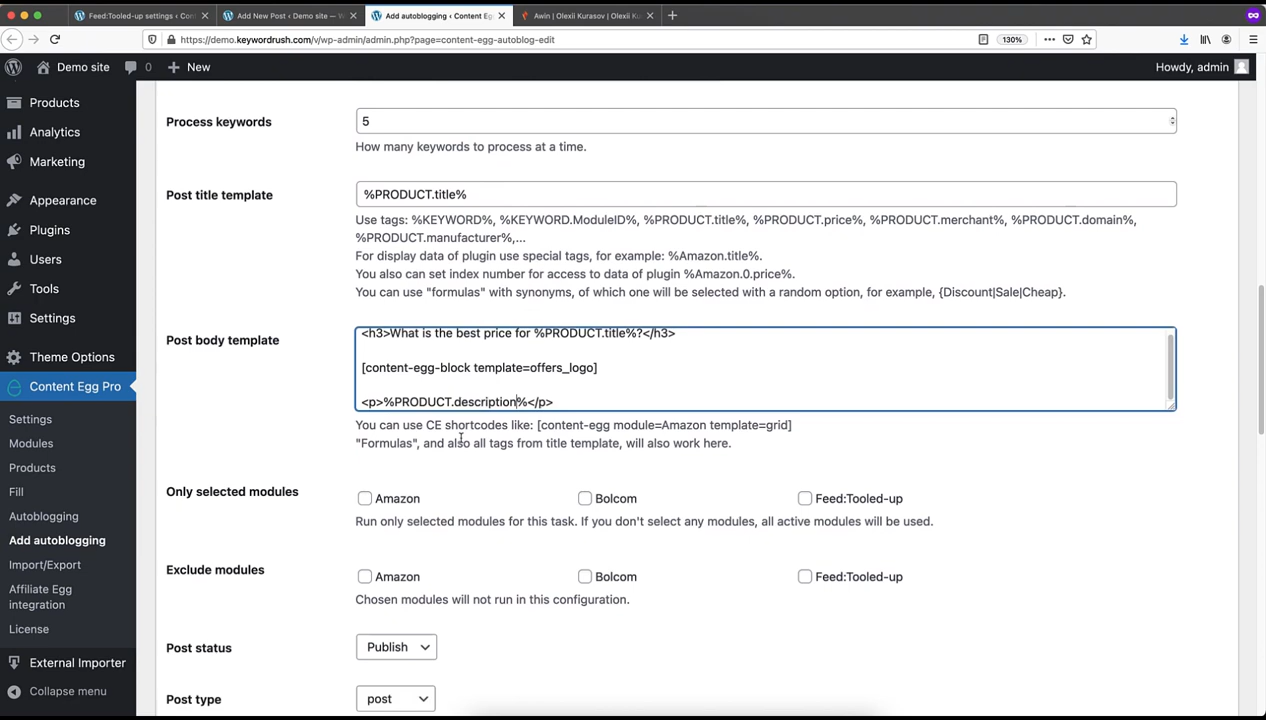 Feed:Tooled-up settings ‹ Con
Add New Post ‹ Demo site — W
Add autoblogging ‹ Content Egg
Awin | Olexii Kurasov | Olexii K
https://demo.keywordrush.com/v/wp-admin/admin.php?page=content-egg-autoblog-edit
130%
Demo site
0
New
Howdy, admin
Products
Analytics
Marketing
Appearance
Plugins
Users
Tools
Settings
Theme Options
Content Egg Pro
Settings
Modules
Products
Fill
Autoblogging
Add autoblogging
Import/Export
Affiliate Egg
integration
License
External Importer
Collapse menu
Process keywords
5
How many keywords to process at a time.
Post title template
%PRODUCT.title%
Use tags: %KEYWORD%, %KEYWORD.ModuleID%, %PRODUCT.title%, %PRODUCT.price%, %PRODUCT.merchant%, %PRODUCT.domain%,
%PRODUCT.manufacturer%,...
For display data of plugin use special tags, for example: %Amazon.title%.
You also can set index number for access to data of plugin %Amazon.0.price%.
You can use "formulas" with synonyms, of which one will be selected with a random option, for example, {Discount|Sale|Cheap}.
Post body template
<h3>What is the best price for %PRODUCT.title%?</h3>
[content-egg-block template=offers_logo]
<p>%PRODUCT.description%</p>
You can use CE shortcodes like: [content-egg module=Amazon template=grid]
"Formulas", and also all tags from title template, will also work here.
Only selected modules
Amazon
Bolcom
Feed:Tooled-up
Run only selected modules for this task. If you don't select any modules, all active modules will be used.
Exclude modules
Amazon
Bolcom
Feed:Tooled-up
Chosen modules will not run in this configuration.
Post status
Publish
Post type
post